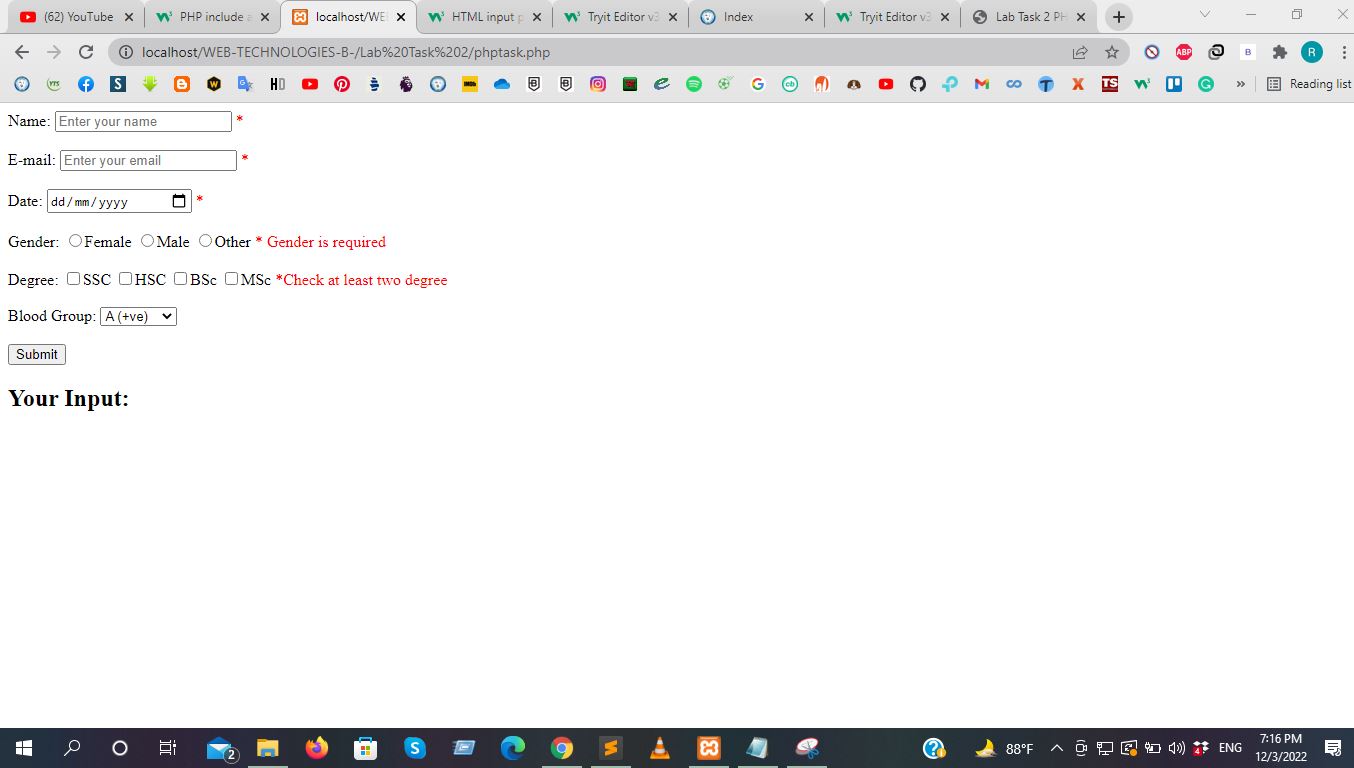 (62) YouTube
PHP include a
localhost/WE
HTML input p
Tryit Editor v3
Index
Tryit Editor v3
Lab Task 2 PH
localhost/WEB-TECHNOLOGIES-B-/Lab%20Task%202/phptask.php
ABP
B
R
Reading list
Name: Enter your name *
E-mail: Enter your email *
Date: dd/mm/yyyy *
Gender: Female Male Other * Gender is required
Degree: SSC HSC BSc MSc *Check at least two degree
Blood Group: A (+ve)
Submit
Your Input:
2
88°F
4
ENG
7:16 PM
12/3/2022